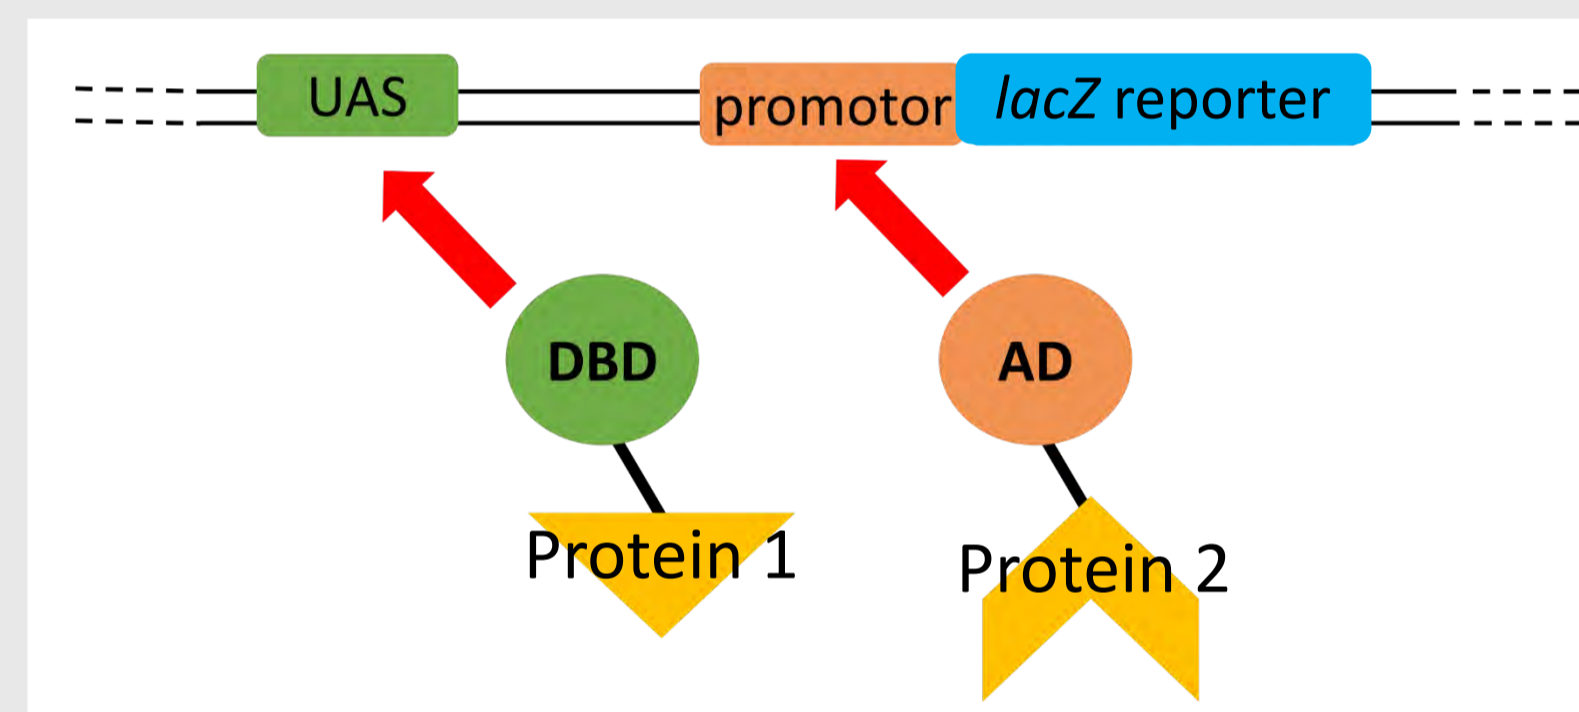 UAS
promotor
lacZ reporter
DBD
AD
Protein 1
Protein 2